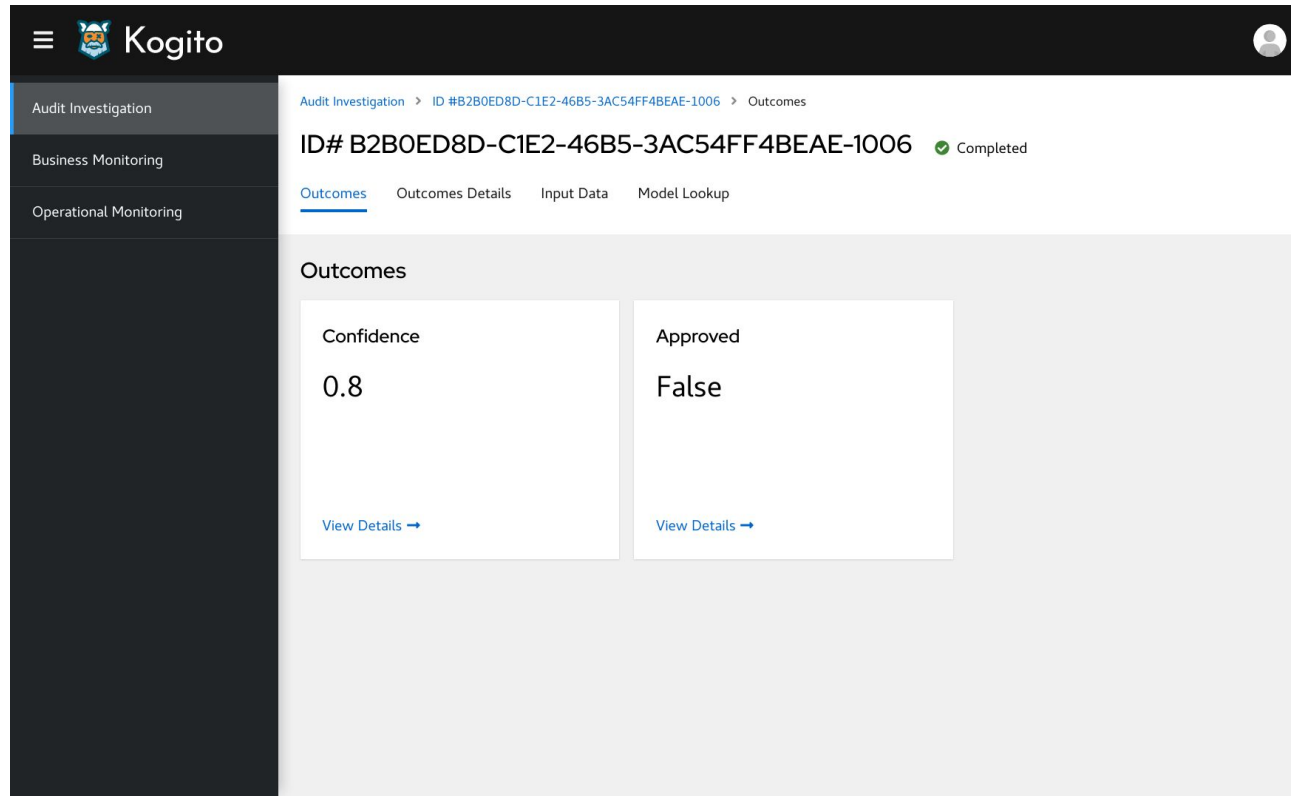 Kogito
Audit Investigation
Business Monitoring
Operational Monitoring
Audit Investigation > ID #B2B0ED8D-C1E2-46B5-3AC54FF4BEAE-1006 > Outcomes
ID# B2B0ED8D-C1E2-46B5-3AC54FF4BEAE-1006 Completed
Outcomes Outcomes Details Input Data Model Lookup
Outcomes
Confidence
0.8
View Details →
Approved
False
View Details →